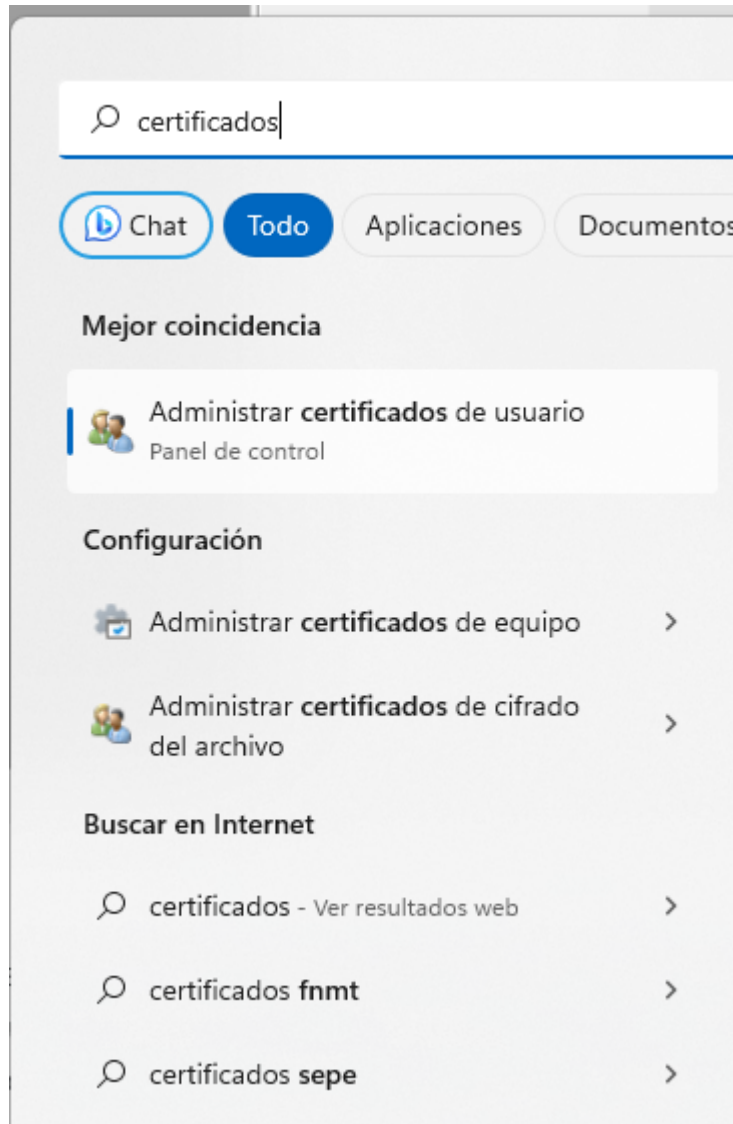 certificados
Chat Todo Aplicaciones Documentos
Mejor coincidencia
Administrar certificados de usuario
Panel de control
Configuración
Administrar certificados de equipo
Administrar certificados de cifrado
del archivo
Buscar en Internet
certificados - Ver resultados web
certificados fnmt
certificados sepe